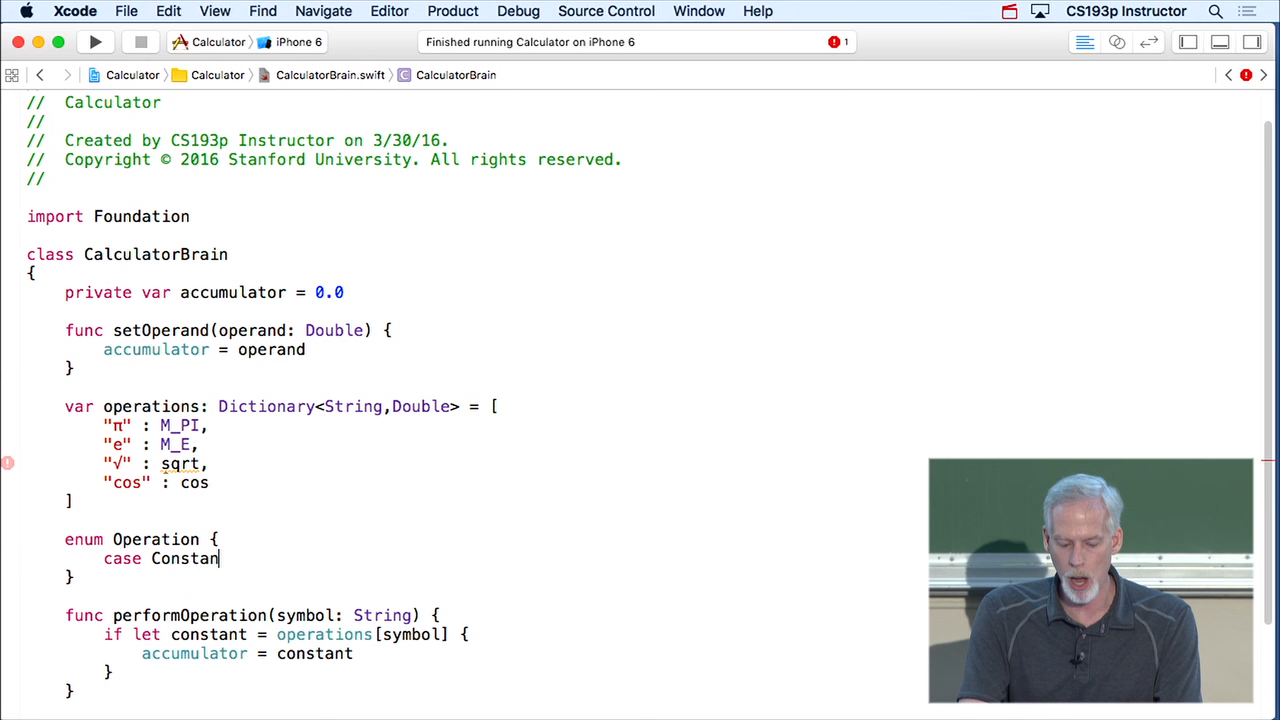 Xcode File Edit View Find Navigate Editor Product Debug Source Control Window Help CS193p Instructor
Calculator iPhone 6 Finished running Calculator on iPhone 6 1
Calculator Calculator CalculatorBrain.swift C CalculatorBrain
// Calculator
//
// Created by CS193p Instructor on 3/30/16.
// Copyright © 2016 Stanford University. All rights reserved.
//
import Foundation
class CalculatorBrain
{
private var accumulator = 0.0
func setOperand(operand: Double) {
accumulator = operand
}
var operations: Dictionary<String,Double> = [
"π" : M_PI,
"e" : M_E,
"√" : sqrt,
"cos" : cos
]
enum Operation {
case Constan
}
func performOperation(symbol: String) {
if let constant = operations[symbol] {
accumulator = constant
}
}